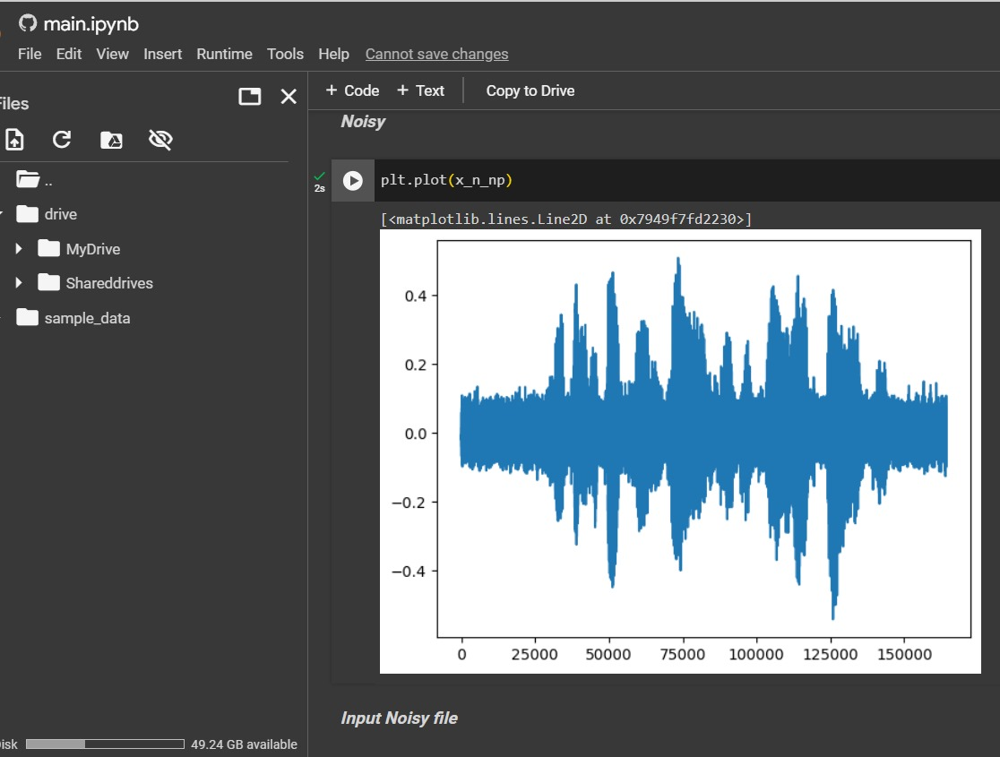 main.ipynb
File Edit View Insert Runtime Tools Help Cannot save changes
Files
..
drive
MyDrive
Shareddrives
sample_data
Disk 49.24 GB available
+ Code + Text Copy to Drive
Noisy
2s
plt.plot(x_n_np)
[<matplotlib.lines.Line2D at 0x7949f7fd2230>]
0.4
0.2
0.0
−0.2
−0.4
0 25000 50000 75000 100000 125000 150000
Input Noisy file